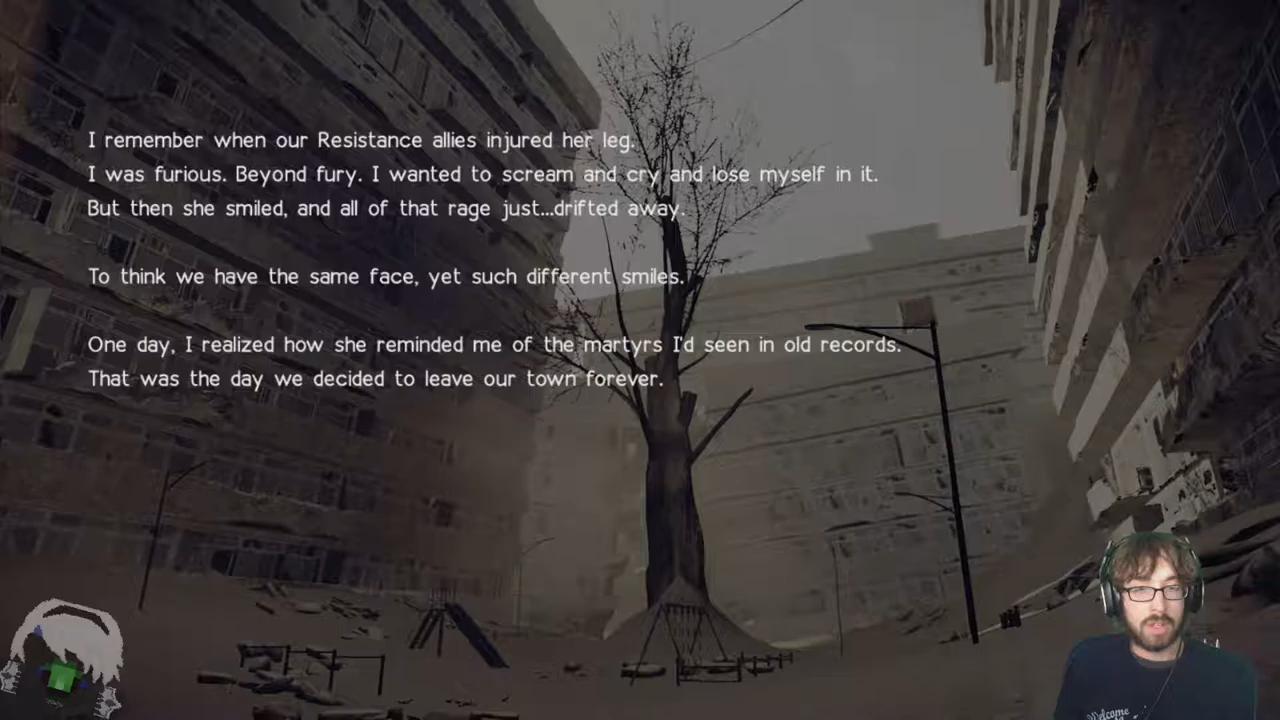 I remember when our Resistance allies injured her leg.
I was furious. Beyond fury. I wanted to scream and cry and lose myself in it.
But then she smiled, and all of that rage just...drifted away.
To think we have the same face, yet such different smiles.
One day, I realized how she reminded me of the martyrs I'd seen in old records.
That was the day we decided to leave our town forever.
Welcome